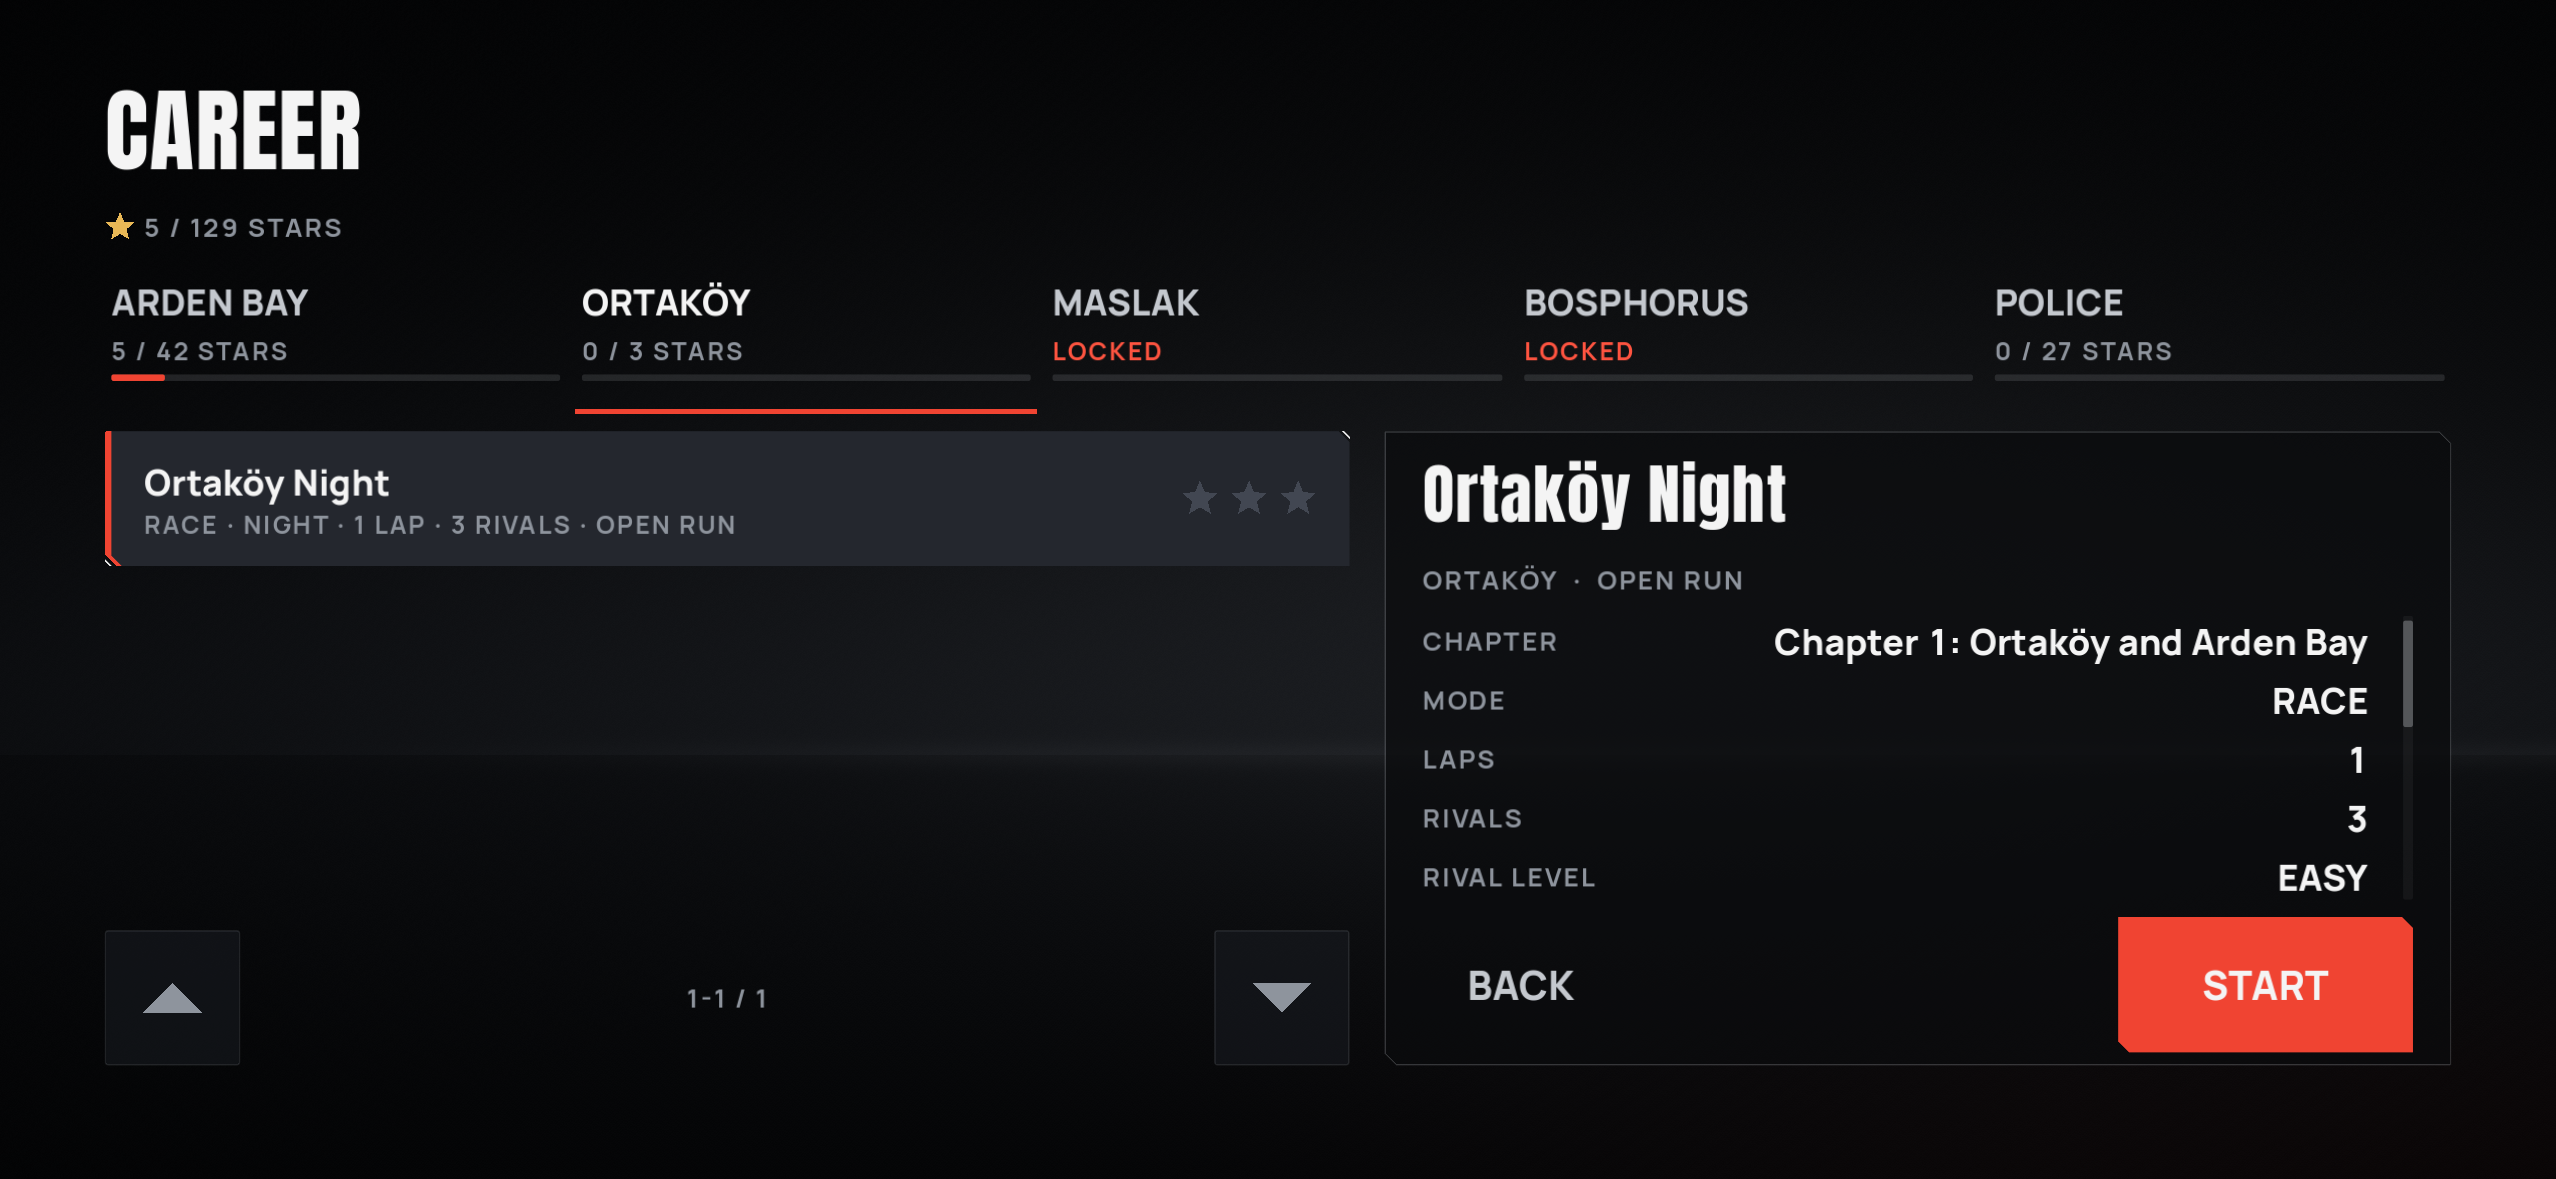 CAREER
5 / 129 STARS
ARDEN BAY
5 / 42 STARS
ORTAKÖY
0 / 3 STARS
MASLAK
LOCKED
BOSPHORUS
LOCKED
POLICE
0 / 27 STARS
Ortaköy Night
RACE · NIGHT · 1 LAP · 3 RIVALS · OPEN RUN
1-1 / 1
Ortaköy Night
ORTAKÖY · OPEN RUN
CHAPTER Chapter 1: Ortaköy and Arden Bay
MODE RACE
LAPS 1
RIVALS 3
RIVAL LEVEL EASY
BACK START